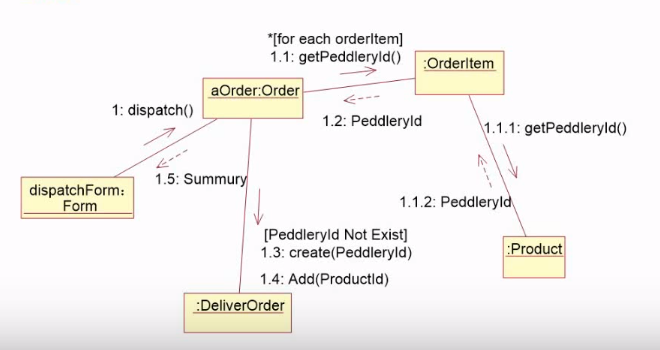 *[for each orderItem]
1.1: getPeddleryId()
:OrderItem
aOrder:Order
1: dispatch()
1.2: PeddleryId
1.1.1: getPeddleryId()
1.5: Summury
dispatchForm:
Form
1.1.2: PeddleryId
[PeddleryId Not Exist]
1.3: create(PeddleryId)
:Product
1.4: Add(ProductId)
:DeliverOrder